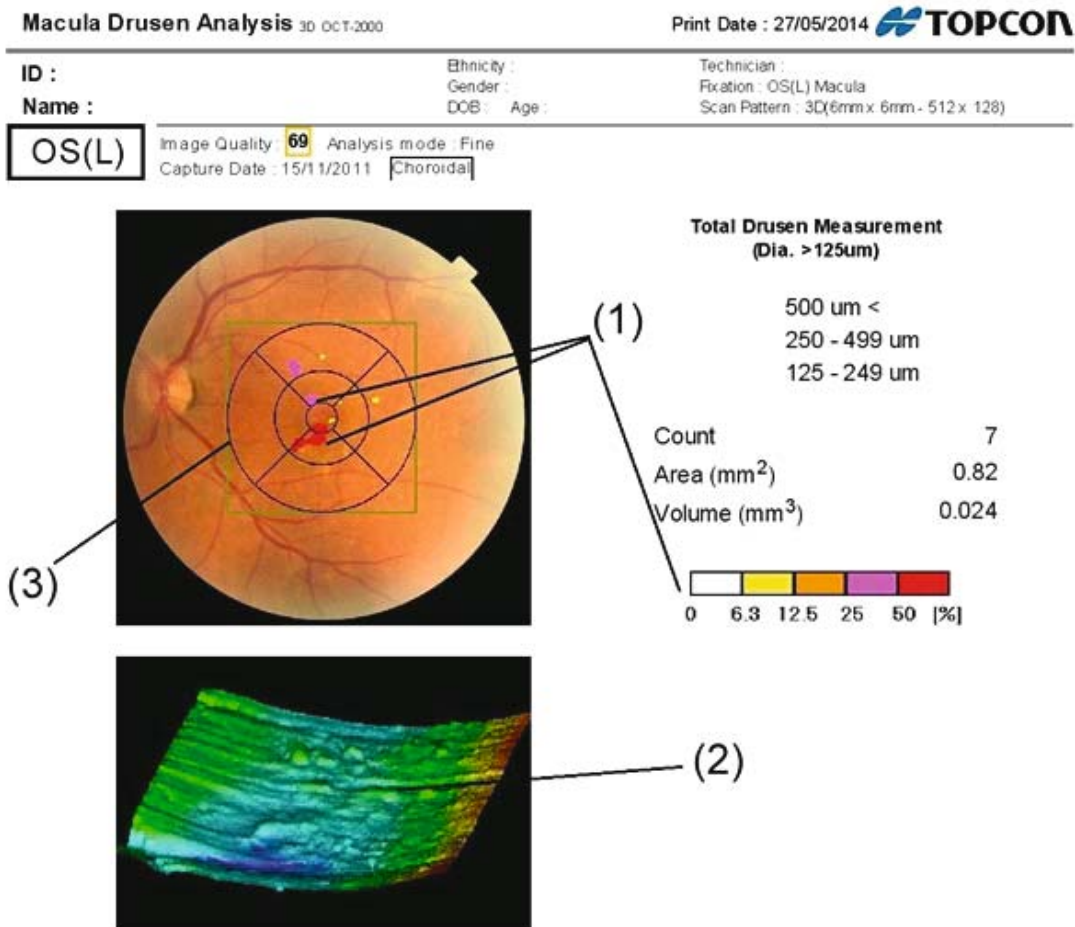 Macula Drusen Analysis 3D OCT-2000
Print Date : 27/05/2014 TOPCON
ID :
Name :
Ethnicity :
Gender :
DOB : Age :
Technician :
Fixation : OS(L) Macula
Scan Pattern : 3D(6mm x 6mm - 512 x 128)
OS(L)
Image Quality : 69 Analysis mode : Fine
Capture Date : 15/11/2011 Choroidal
Total Drusen Measurement
(Dia. >125um)
500 um <
250 - 499 um
125 - 249 um
Count 7
Area (mm²) 0.82
Volume (mm³) 0.024
0 6.3 12.5 25 50 [%]
(1)
(3)
(2)